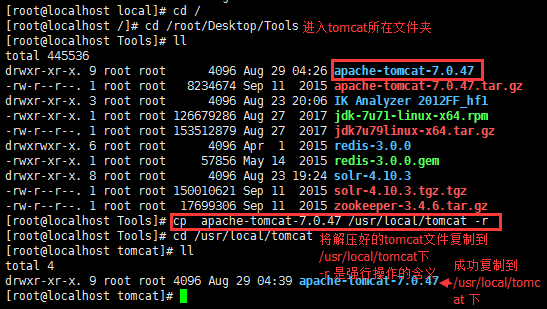 [root@localhost local]# cd /
[root@localhost /]# cd /root/Desktop/Tools 进入tomcat所在文件夹
[root@localhost Tools]# ll
total 445536
drwxr-xr-x. 9 root root 4096 Aug 29 04:26 apache-tomcat-7.0.47
-rw-r--r--. 1 root root 8234674 Sep 11 2015 apache-tomcat-7.0.47.tar.gz
drwxr-xr-x. 3 root root 4096 Aug 23 20:06 IK Analyzer 2012FF_hf1
-rwxr-xr-x. 1 root root 126679286 Aug 27 2017 jdk-7u71-linux-x64.rpm
-rwxr-xr-x. 1 root root 153512879 Aug 27 2017 jdk7u79linux-x64.tar.gz
drwxrwxr-x. 6 root root 4096 Apr 1 2015 redis-3.0.0
-rwxr-xr-x. 1 root root 57856 May 14 2015 redis-3.0.0.gem
drwxr-xr-x. 8 root root 4096 Aug 23 19:24 solr-4.10.3
-rw-r--r--. 1 root root 150010621 Sep 11 2015 solr-4.10.3.tgz.tgz
-rw-r--r--. 1 root root 17699306 Sep 11 2015 zookeeper-3.4.6.tar.gz
[root@localhost Tools]# cp apache-tomcat-7.0.47 /usr/local/tomcat -r
[root@localhost Tools]# cd /usr/local/tomcat
将解压好的tomcat文件复制到
/usr/local/tomcat下
-r 是强行操作的含义
[root@localhost tomcat]# ll
total 4
drwxr-xr-x. 9 root root 4096 Aug 29 04:39 apache-tomcat-7.0.47
成功复制到
/usr/local/tomc
at 下
[root@localhost tomcat]#